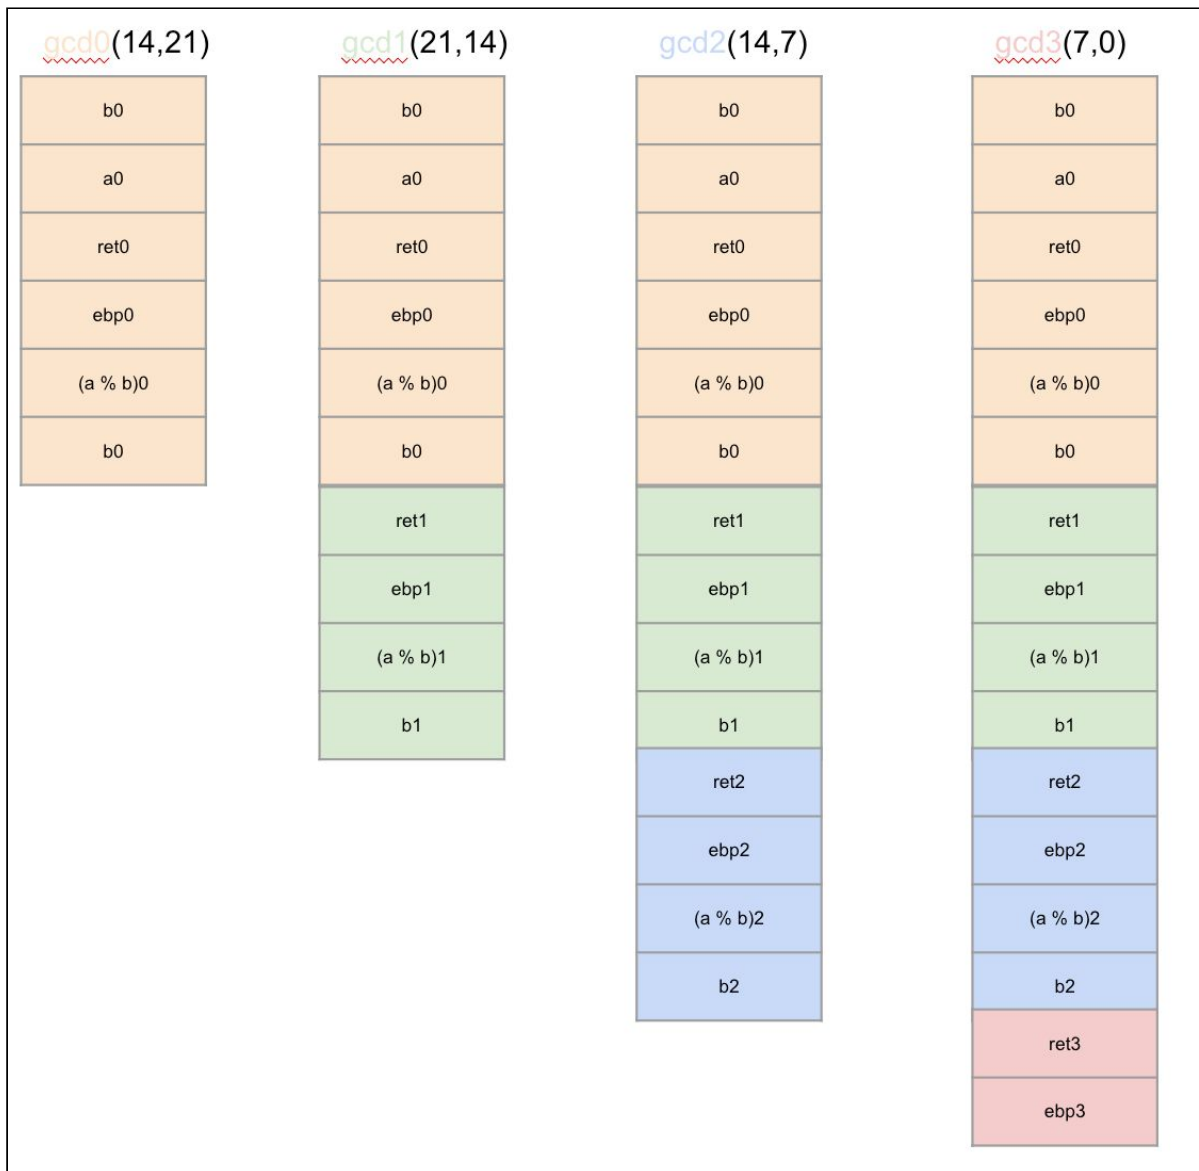 gcd0(14,21)
b0
a0
ret0
ebp0
(a % b)0
b0
gcd1(21,14)
b0
a0
ret0
ebp0
(a % b)0
b0
ret1
ebp1
(a % b)1
b1
gcd2(14,7)
b0
a0
ret0
ebp0
(a % b)0
b0
ret1
ebp1
(a % b)1
b1
ret2
ebp2
(a % b)2
b2
gcd3(7,0)
b0
a0
ret0
ebp0
(a % b)0
b0
ret1
ebp1
(a % b)1
b1
ret2
ebp2
(a % b)2
b2
ret3
ebp3